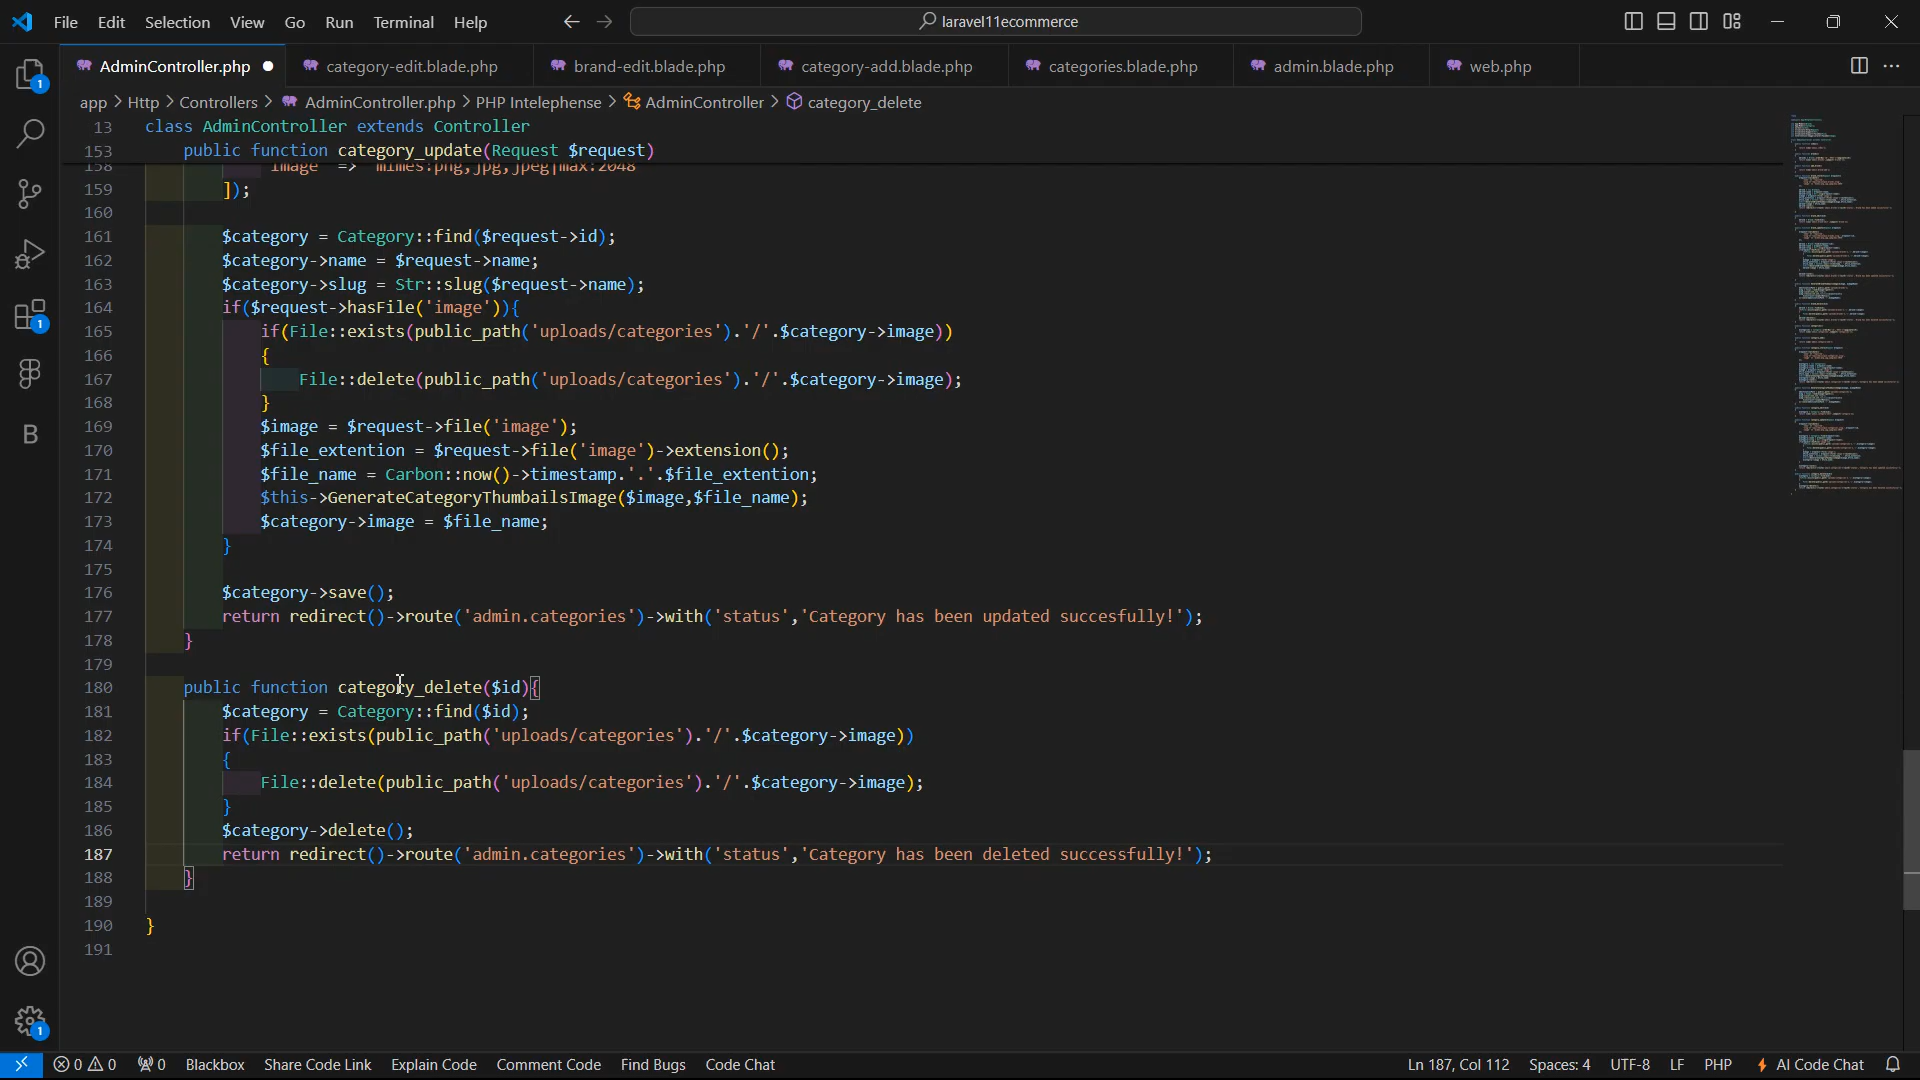 File Edit Selection View Go Run Terminal Help laravel11ecommerce
AdminController.php category-edit.blade.php brand-edit.blade.php category-add.blade.php categories.blade.php admin.blade.php web.php
app > Http > Controllers > AdminController.php > PHP Intelephense > AdminController > category_delete
13 class AdminController extends Controller
153 public function category_update(Request $request)
158 'image' => 'mimes:png,jpg,jpeg|max:2048'
159 ]);
160
161 $category = Category::find($request->id);
162 $category->name = $request->name;
163 $category->slug = Str::slug($request->name);
164 if($request->hasFile('image')){
165 if(File::exists(public_path('uploads/categories').'/'.$category->image))
166 {
167 File::delete(public_path('uploads/categories').'/'.$category->image);
168 }
169 $image = $request->file('image');
170 $file_extention = $request->file('image')->extension();
171 $file_name = Carbon::now()->timestamp.'.'.$file_extention;
172 $this->GenerateCategoryThumbailsImage($image,$file_name);
173 $category->image = $file_name;
174 }
175
176 $category->save();
177 return redirect()->route('admin.categories')->with('status','Category has been updated succesfully!');
178 }
179
180 public function category_delete($id){
181 $category = Category::find($id);
182 if(File::exists(public_path('uploads/categories').'/'.$category->image))
183 {
184 File::delete(public_path('uploads/categories').'/'.$category->image);
185 }
186 $category->delete();
187 return redirect()->route('admin.categories')->with('status','Category has been deleted successfully!');
188 }
189
190 }
191
0 0 0 Blackbox Share Code Link Explain Code Comment Code Find Bugs Code Chat Ln 187, Col 112 Spaces: 4 UTF-8 LF PHP AI Code Chat